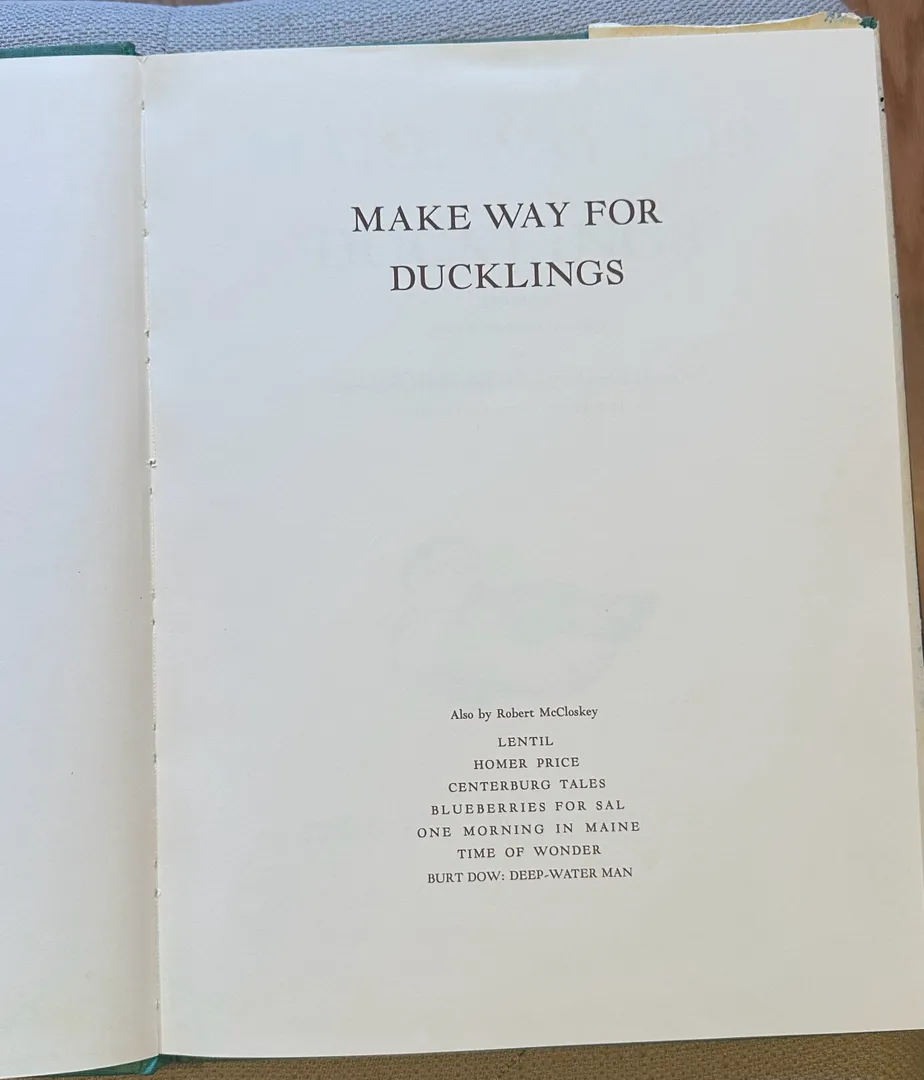 MAKE WAY FOR
DUCKLINGS
Also by Robert McCloskey
LENTIL
HOMER PRICE
CENTERBURG TALES
BLUEBERRIES FOR SAL
ONE MORNING IN MAINE
TIME OF WONDER
BURT DOW: DEEP-WATER MAN